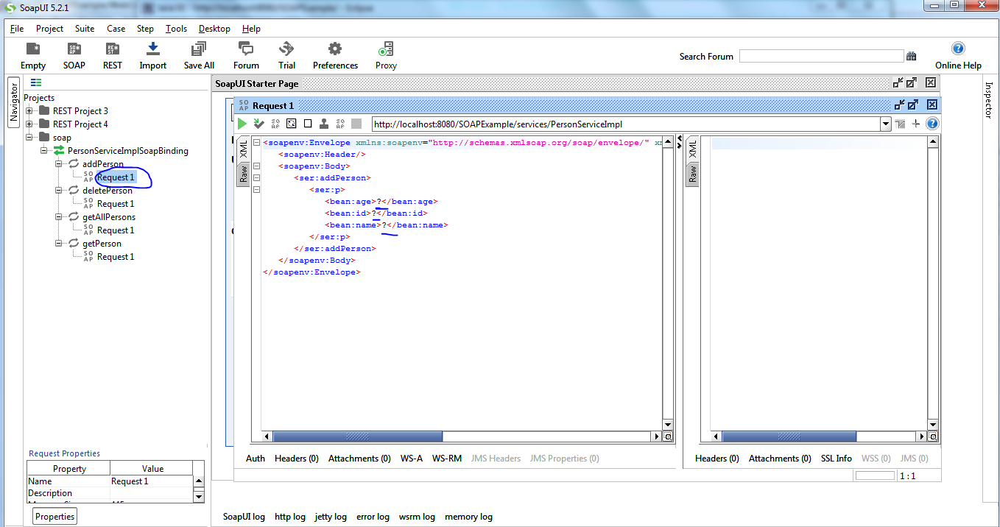 SoapUI 5.2.1
File Project Suite Case Step Tools Desktop Help
Empty SOAP REST Import Save All Forum Trial Preferences Proxy
Search Forum
Online Help
Navigator
Projects
REST Project 3
REST Project 4
soap
PersonServiceImplSoapBinding
addPerson
SOAP Request 1
deletePerson
SOAP Request 1
getAllPersons
SOAP Request 1
getPerson
SOAP Request 1
Request Properties
Property Value
Name Request 1
Description
Properties
SoapUI Starter Page
SOAP Request 1
http://localhost:8080/SOAPExample/services/PersonServiceImpl
XML
Raw
<soapenv:Envelope xmlns:soapenv="http://schemas.xmlsoap.org/soap/envelope/"
<soapenv:Header/>
<soapenv:Body>
<ser:addPerson>
<ser:p>
<bean:age>?</bean:age>
<bean:id>?</bean:id>
<bean:name>?</bean:name>
</ser:p>
</ser:addPerson>
</soapenv:Body>
</soapenv:Envelope>
Auth Headers (0) Attachments (0) WS-A WS-RM JMS Headers JMS Properties (0)
XML
Raw
Headers (0) Attachments (0) SSL Info WSS (0) JMS (0)
1 : 1
Inspector
SoapUI log http log jetty log error log wsrm log memory log